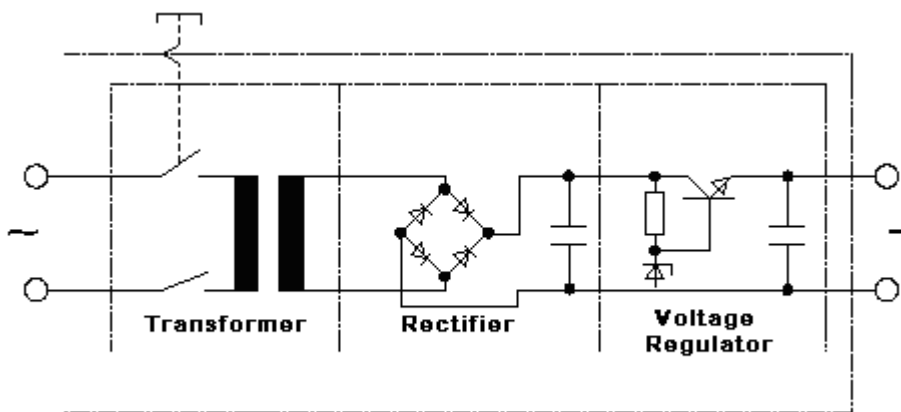 ~
-
Transformer
Rectifier
Voltage
Regulator